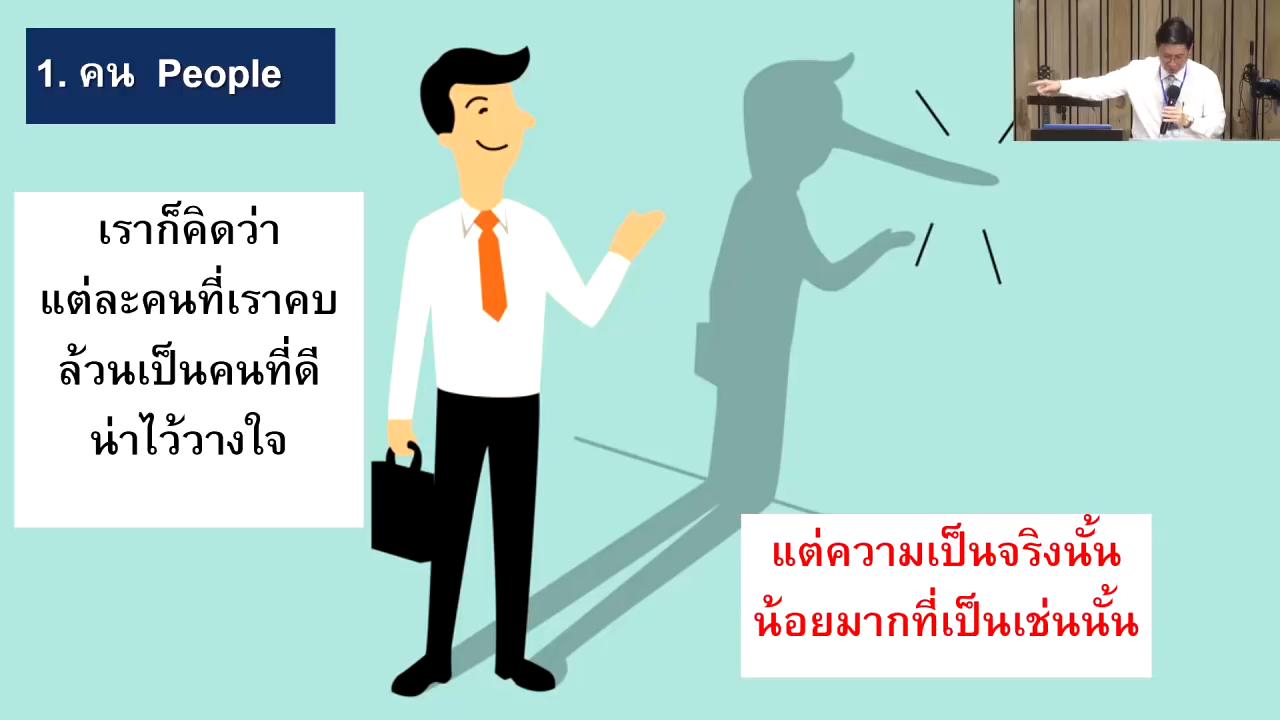 1. คน People
เราก็คิดว่า
แต่ละคนที่เราคบ
ล้วนเป็นคนที่ดี
น่าไว้วางใจ
แต่ความเป็นจริงนั้น
น้อยมากที่เป็นเช่นนั้น